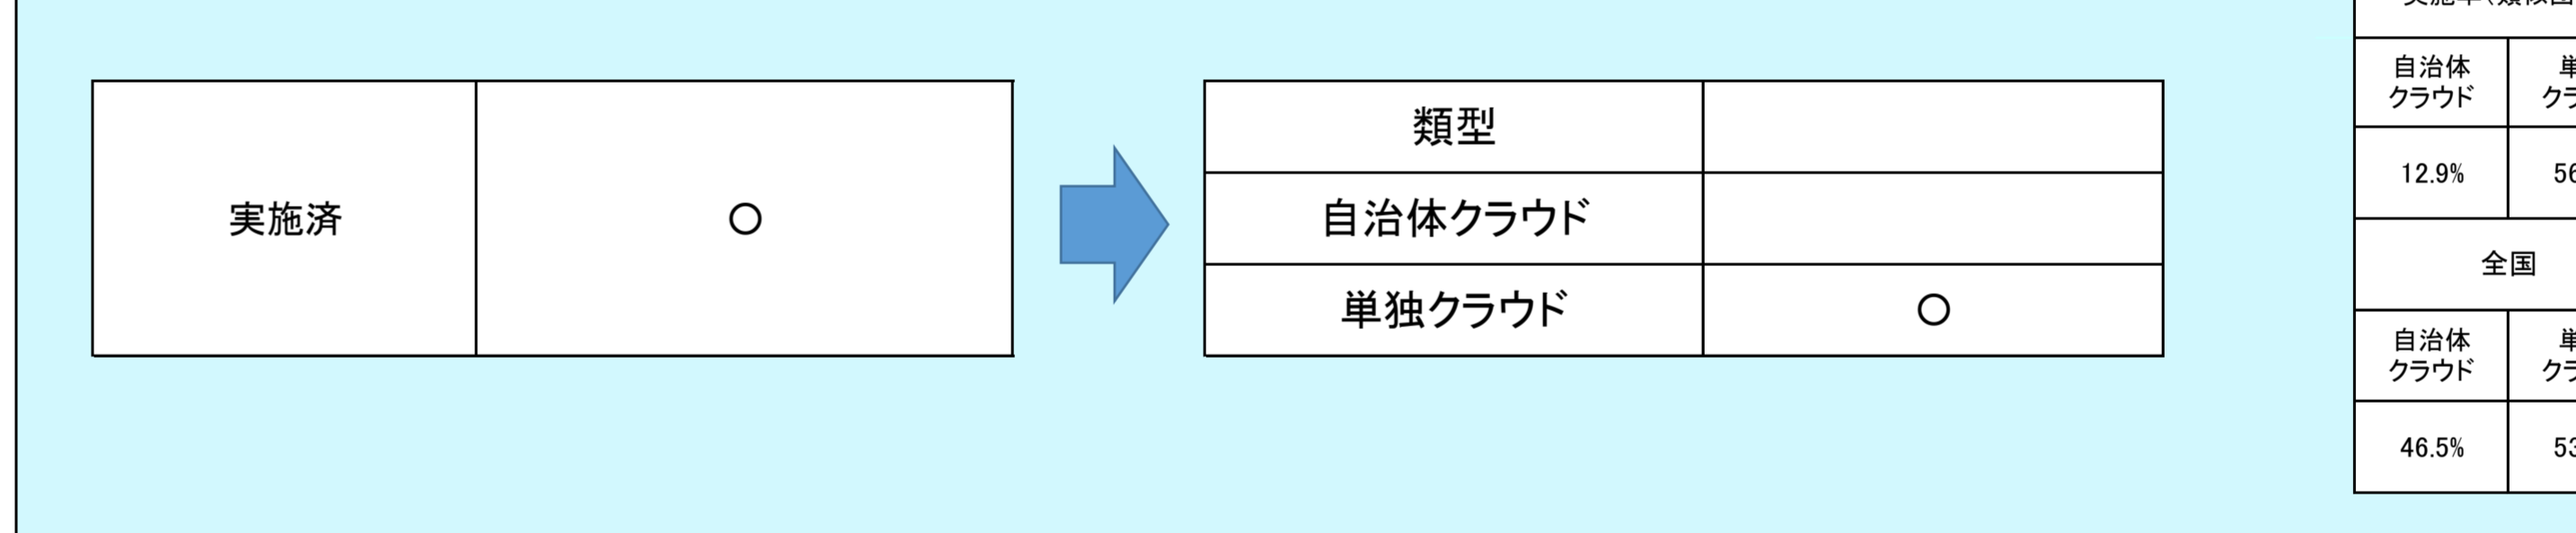 実施済 ○
類型
自治体クラウド
単独クラウド ○
自治体
クラウド
12.9%
全国
自治体
クラウド
46.5%